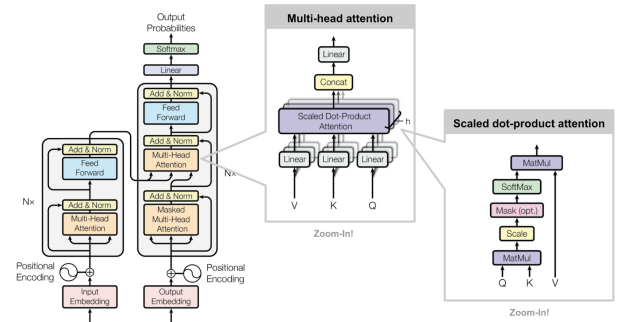 Output
Probabilities
Softmax
Linear
Add & Norm
Feed
Forward
Add & Norm
Multi-Head
Attention
Add & Norm
Masked
Multi-Head
Attention
N×
Add & Norm
Feed
Forward
Add & Norm
Multi-Head
Attention
N×
Positional
Encoding
Positional
Encoding
Input
Embedding
Output
Embedding
Multi-head attention
Linear
Concat
Scaled Dot-Product
Attention
h
Linear
Linear
Linear
V
K
Q
Zoom-In!
Scaled dot-product attention
MatMul
SoftMax
Mask (opt.)
Scale
MatMul
Q
K
V
Zoom-In!